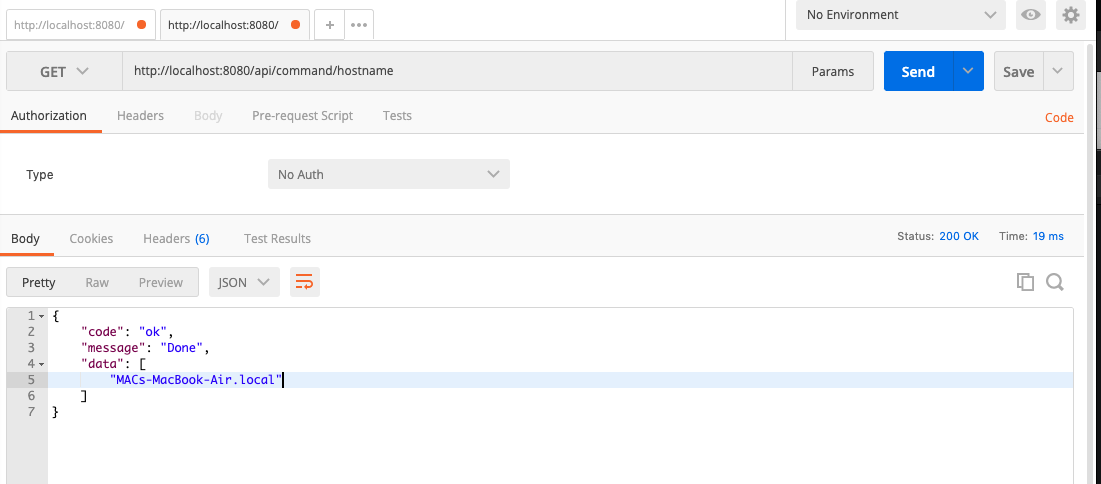 http://localhost:8080/ http://localhost:8080/ + ••• No Environment
GET http://localhost:8080/api/command/hostname Params Send Save
Authorization Headers Body Pre-request Script Tests Code
Type No Auth
Body Cookies Headers (6) Test Results Status: 200 OK Time: 19 ms
Pretty Raw Preview JSON
1 {
2 "code": "ok",
3 "message": "Done",
4 "data": [
5 "MACs-MacBook-Air.local"
6 ]
7 }